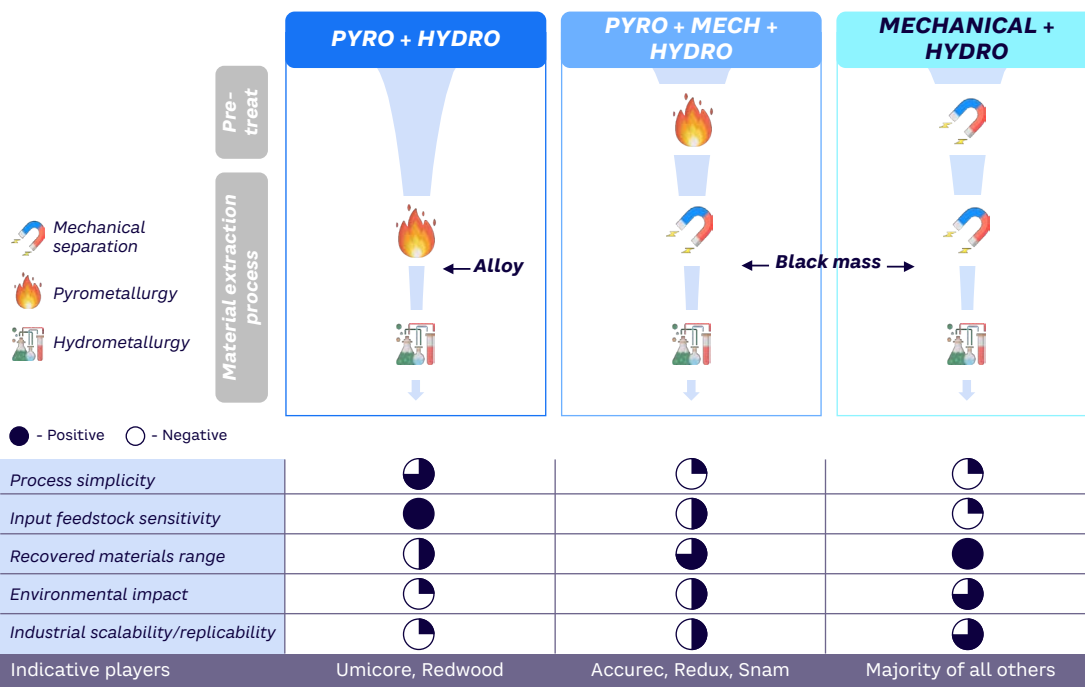 PYRO + HYDRO
PYRO + MECH +
HYDRO
MECHANICAL +
HYDRO
Pre-
treat
Material extraction
process
Mechanical
separation
Pyrometallurgy
Hydrometallurgy
Alloy
Black mass
- Positive
- Negative
Process simplicity
Input feedstock sensitivity
Recovered materials range
Environmental impact
Industrial scalability/replicability
Indicative players
Umicore, Redwood
Accurec, Redux, Snam
Majority of all others